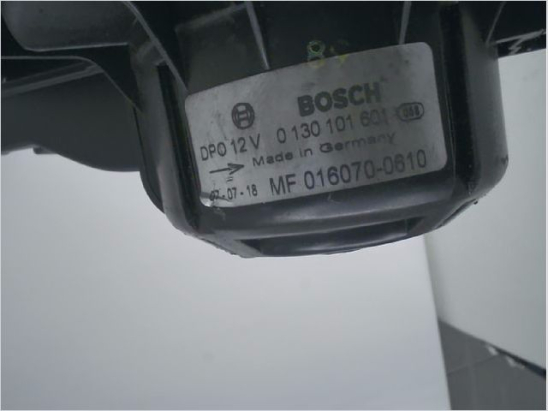 BOSCH
DPO 12 V 0 130 101 601
Made in Germany
07-07-18 MF 016070-0610